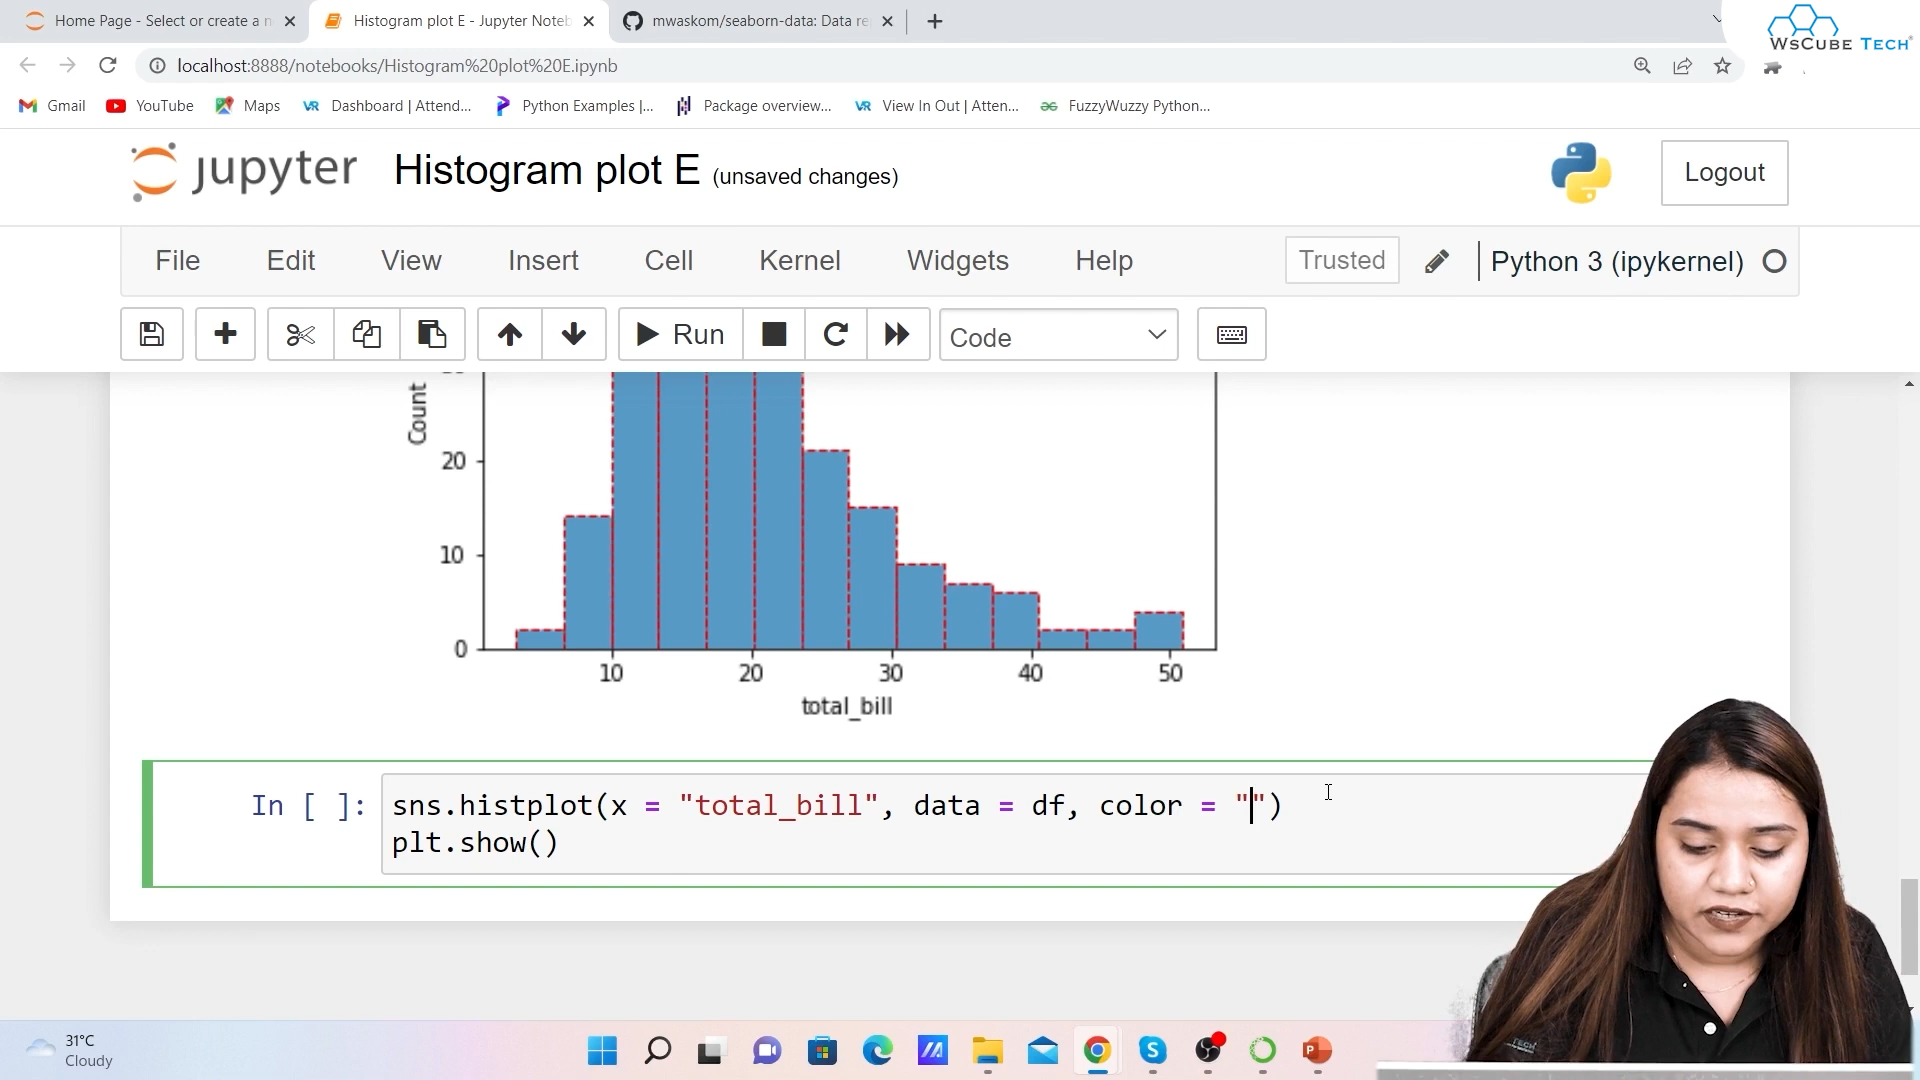 Home Page - Select or create a n
Histogram plot E - Jupyter Noteb
mwaskom/seaborn-data: Data re
WsCube Tech
localhost:8888/notebooks/Histogram%20plot%20E.ipynb
Gmail
YouTube
Maps
Dashboard | Attend...
Python Examples |...
Package overview...
View In Out | Atten...
FuzzyWuzzy Python...
jupyter
Histogram plot E (unsaved changes)
Logout
File
Edit
View
Insert
Cell
Kernel
Widgets
Help
Trusted
Python 3 (ipykernel)
Run
Code
Count
20
10
0
10 20 30 40 50
total_bill
In [ ]: sns.histplot(x = "total_bill", data = df, color = "")
plt.show()
31°C
Cloudy